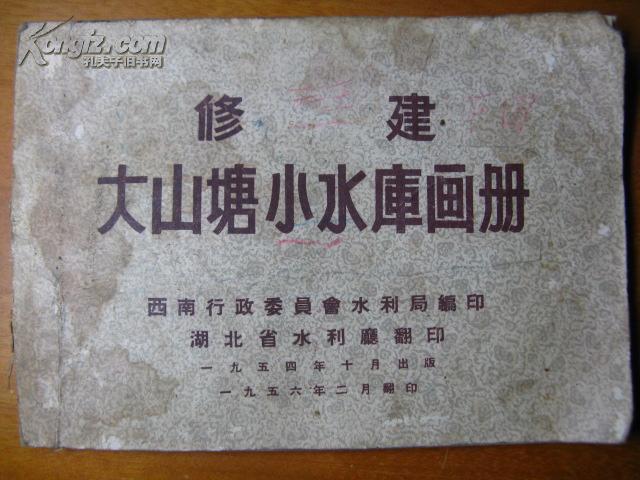 Kongfz.com
孔夫子旧书网
修 建
大山塘小水庫画册
西南行政委員會水利局編印
湖北省水利廳翻印
一九五四年十月出版
一九五六年二月翻印